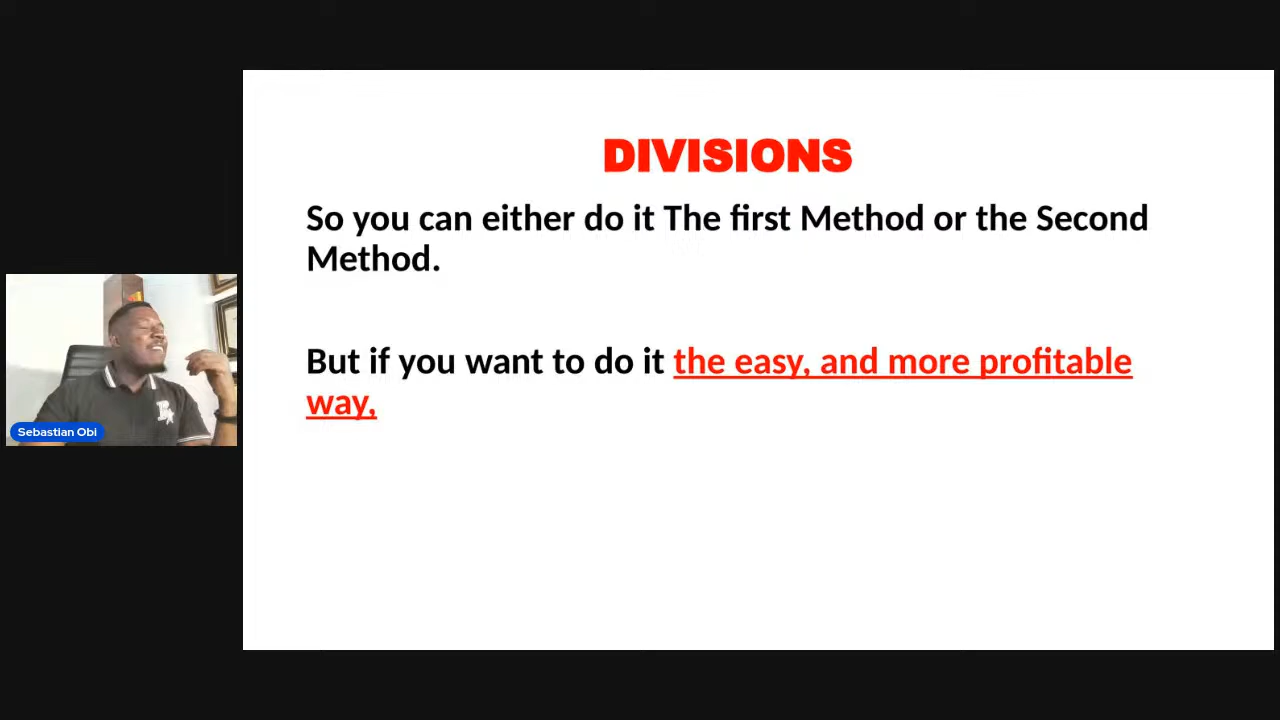 DIVISIONS
So you can either do it The first Method or the Second
Method.
But if you want to do it the easy, and more profitable
way,
Sebastian Obi